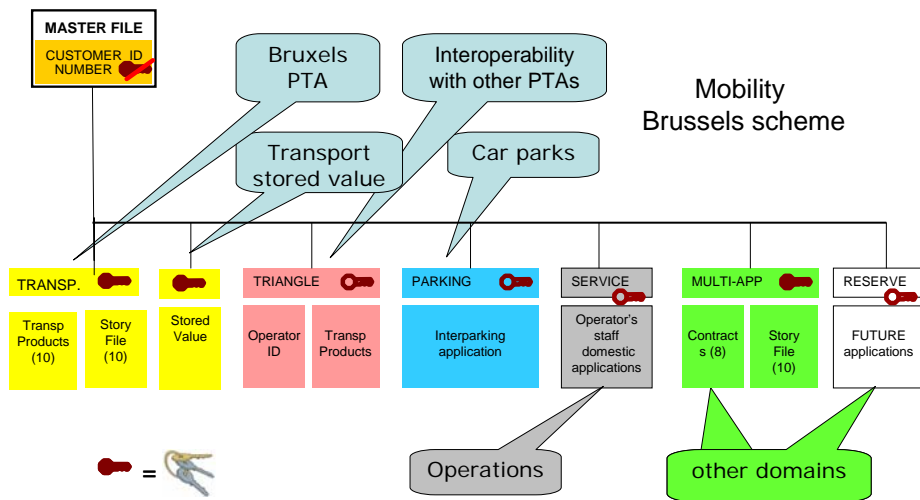 MASTER FILE
CUSTOMER ID
NUMBER
Bruxels
PTA
Interoperability
with other PTAs
Mobility
Brussels scheme
Transport
stored value
Car parks
TRANSP.
TRIANGLE
PARKING
SERVICE
MULTI-APP
RESERVE
Transp
Products
(10)
Story
File
(10)
Stored
Value
Operator
ID
Transp
Products
Interparking
application
Operator's
staff
domestic
applications
Contract
s (8)
Story
File
(10)
FUTURE
applications
=
Operations
other domains